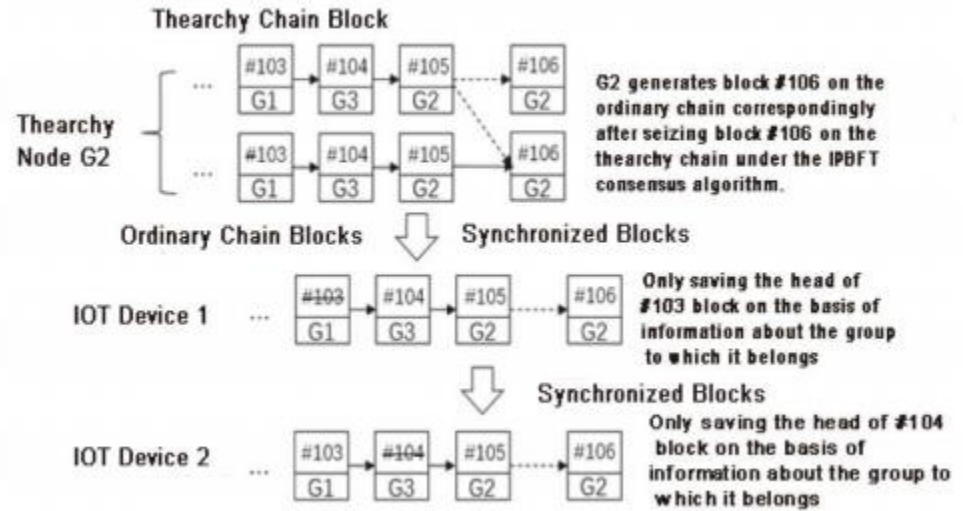 Thearchy Chain Block
#103 #104 #105 #106
...
G1 G3 G2 G2
Thearchy
Node G2
#103 #104 #105 #106
...
G1 G3 G2 G2
G2 generates block #106 on the
ordinary chain correspondingly
after seizing block #106 on the
thearchy chain under the IPBFT
consensus algorithm.
Ordinary Chain Blocks
Synchronized Blocks
IOT Device 1
...
#103 #104 #105 #106
G1 G3 G2 G2
Only saving the head of
#103 block on the basis of
information about the group
to which it belongs
Synchronized Blocks
IOT Device 2
...
#103 #104 #105 #106
G1 G3 G2 G2
Only saving the head of #104
block on the basis of
information about the group to
which it belongs